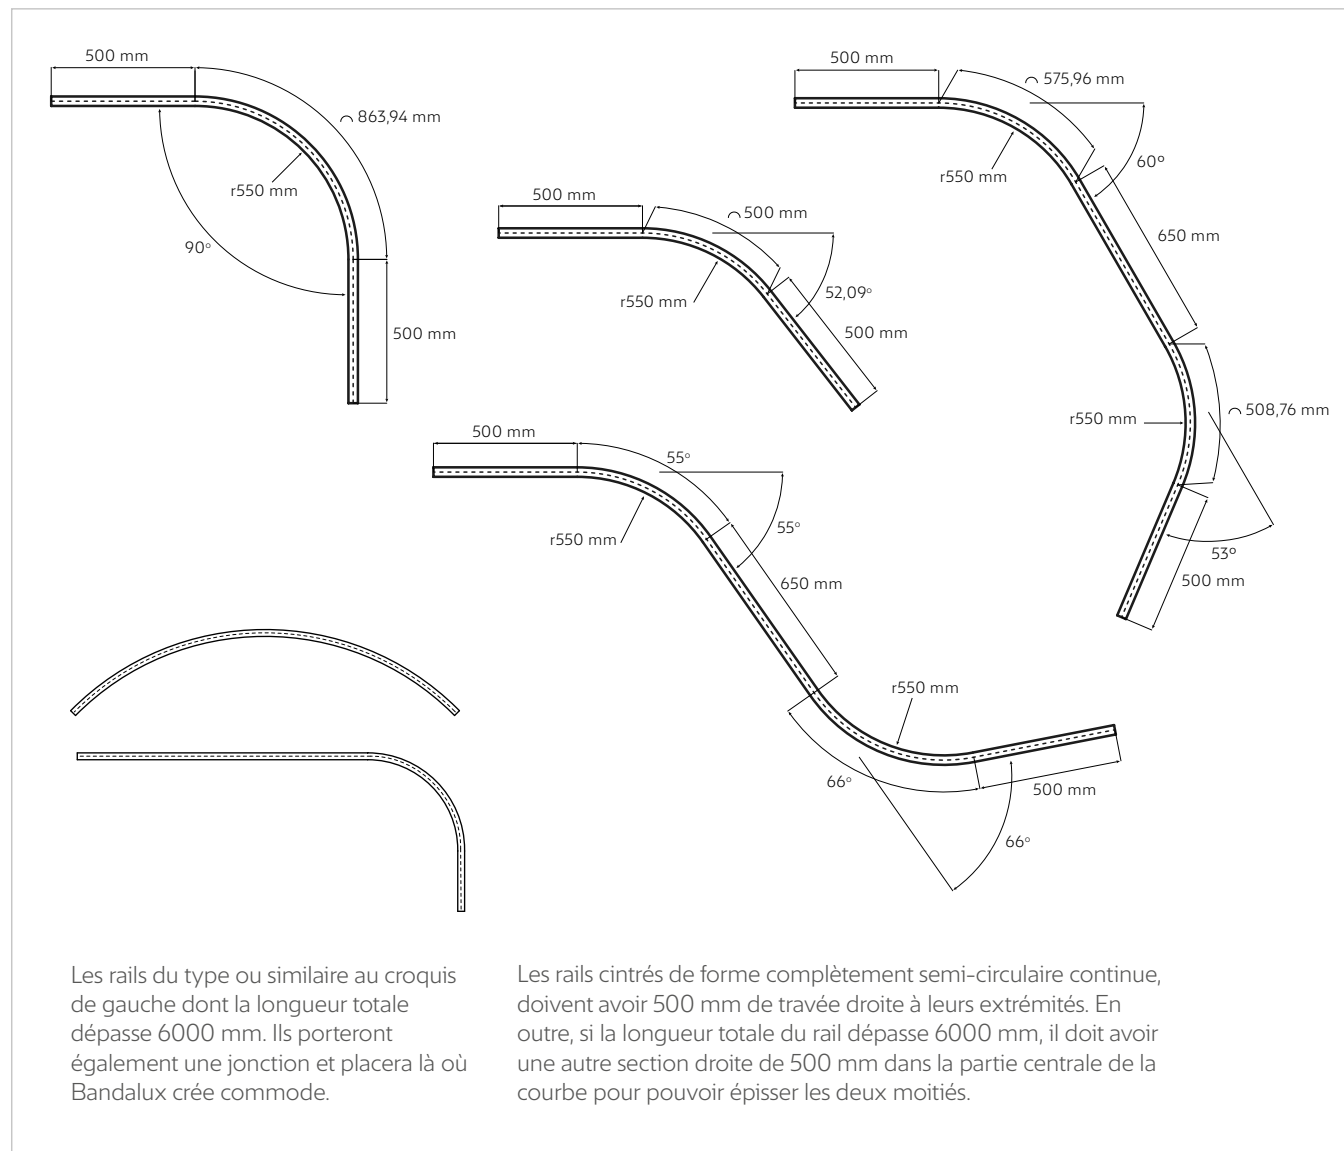 500 mm
863,94 mm
r550 mm
90°
500 mm
500 mm
500 mm
r550 mm
52,09°
500 mm
500 mm
575,96 mm
r550 mm
60º
650 mm
r550 mm
508,76 mm
53º
500 mm
500 mm
55°
r550 mm
55°
650 mm
r550 mm
66°
500 mm
66°
Les rails du type ou similaire au croquis
de gauche dont la longueur totale
dépasse 6000 mm. Ils porteront
également une jonction et placera là où
Bandalux crée commode.
Les rails cintrés de forme complètement semi-circulaire continue,
doivent avoir 500 mm de travée droite à leurs extrémités. En
outre, si la longueur totale du rail dépasse 6000 mm, il doit avoir
une autre section droite de 500 mm dans la partie centrale de la
courbe pour pouvoir épisser les deux moitiés.